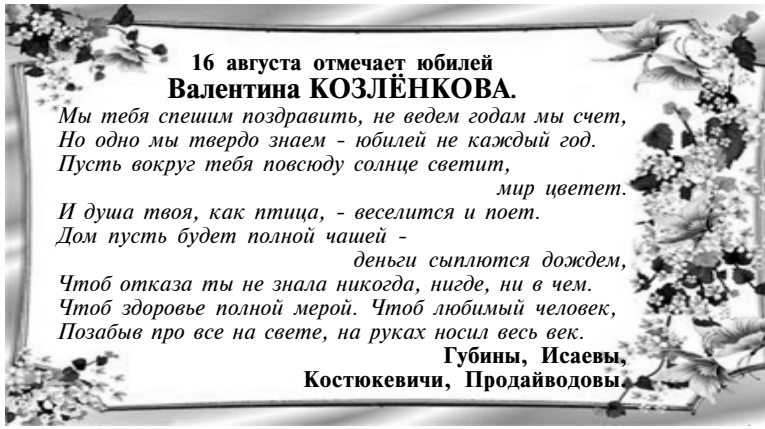 16 августа отмечает юбилей
Валентина КОЗЛЁНКОВА.
Мы тебя спешим поздравить, не ведем годам мы счет,
Но одно мы твердо знаем - юбилей не каждый год.
Пусть вокруг тебя повсюду солнце светит,
мир цветет.
И душа твоя, как птица, - веселится и поет.
Дом пусть будет полной чашей -
деньги сыплются дождем,
Чтоб отказа ты не знала никогда, нигде, ни в чем.
Чтоб здоровье полной мерой. Чтоб любимый человек,
Позабыв про все на свете, на руках носил весь век.
Губины, Исаевы,
Костюкевичи, Продайводовы.